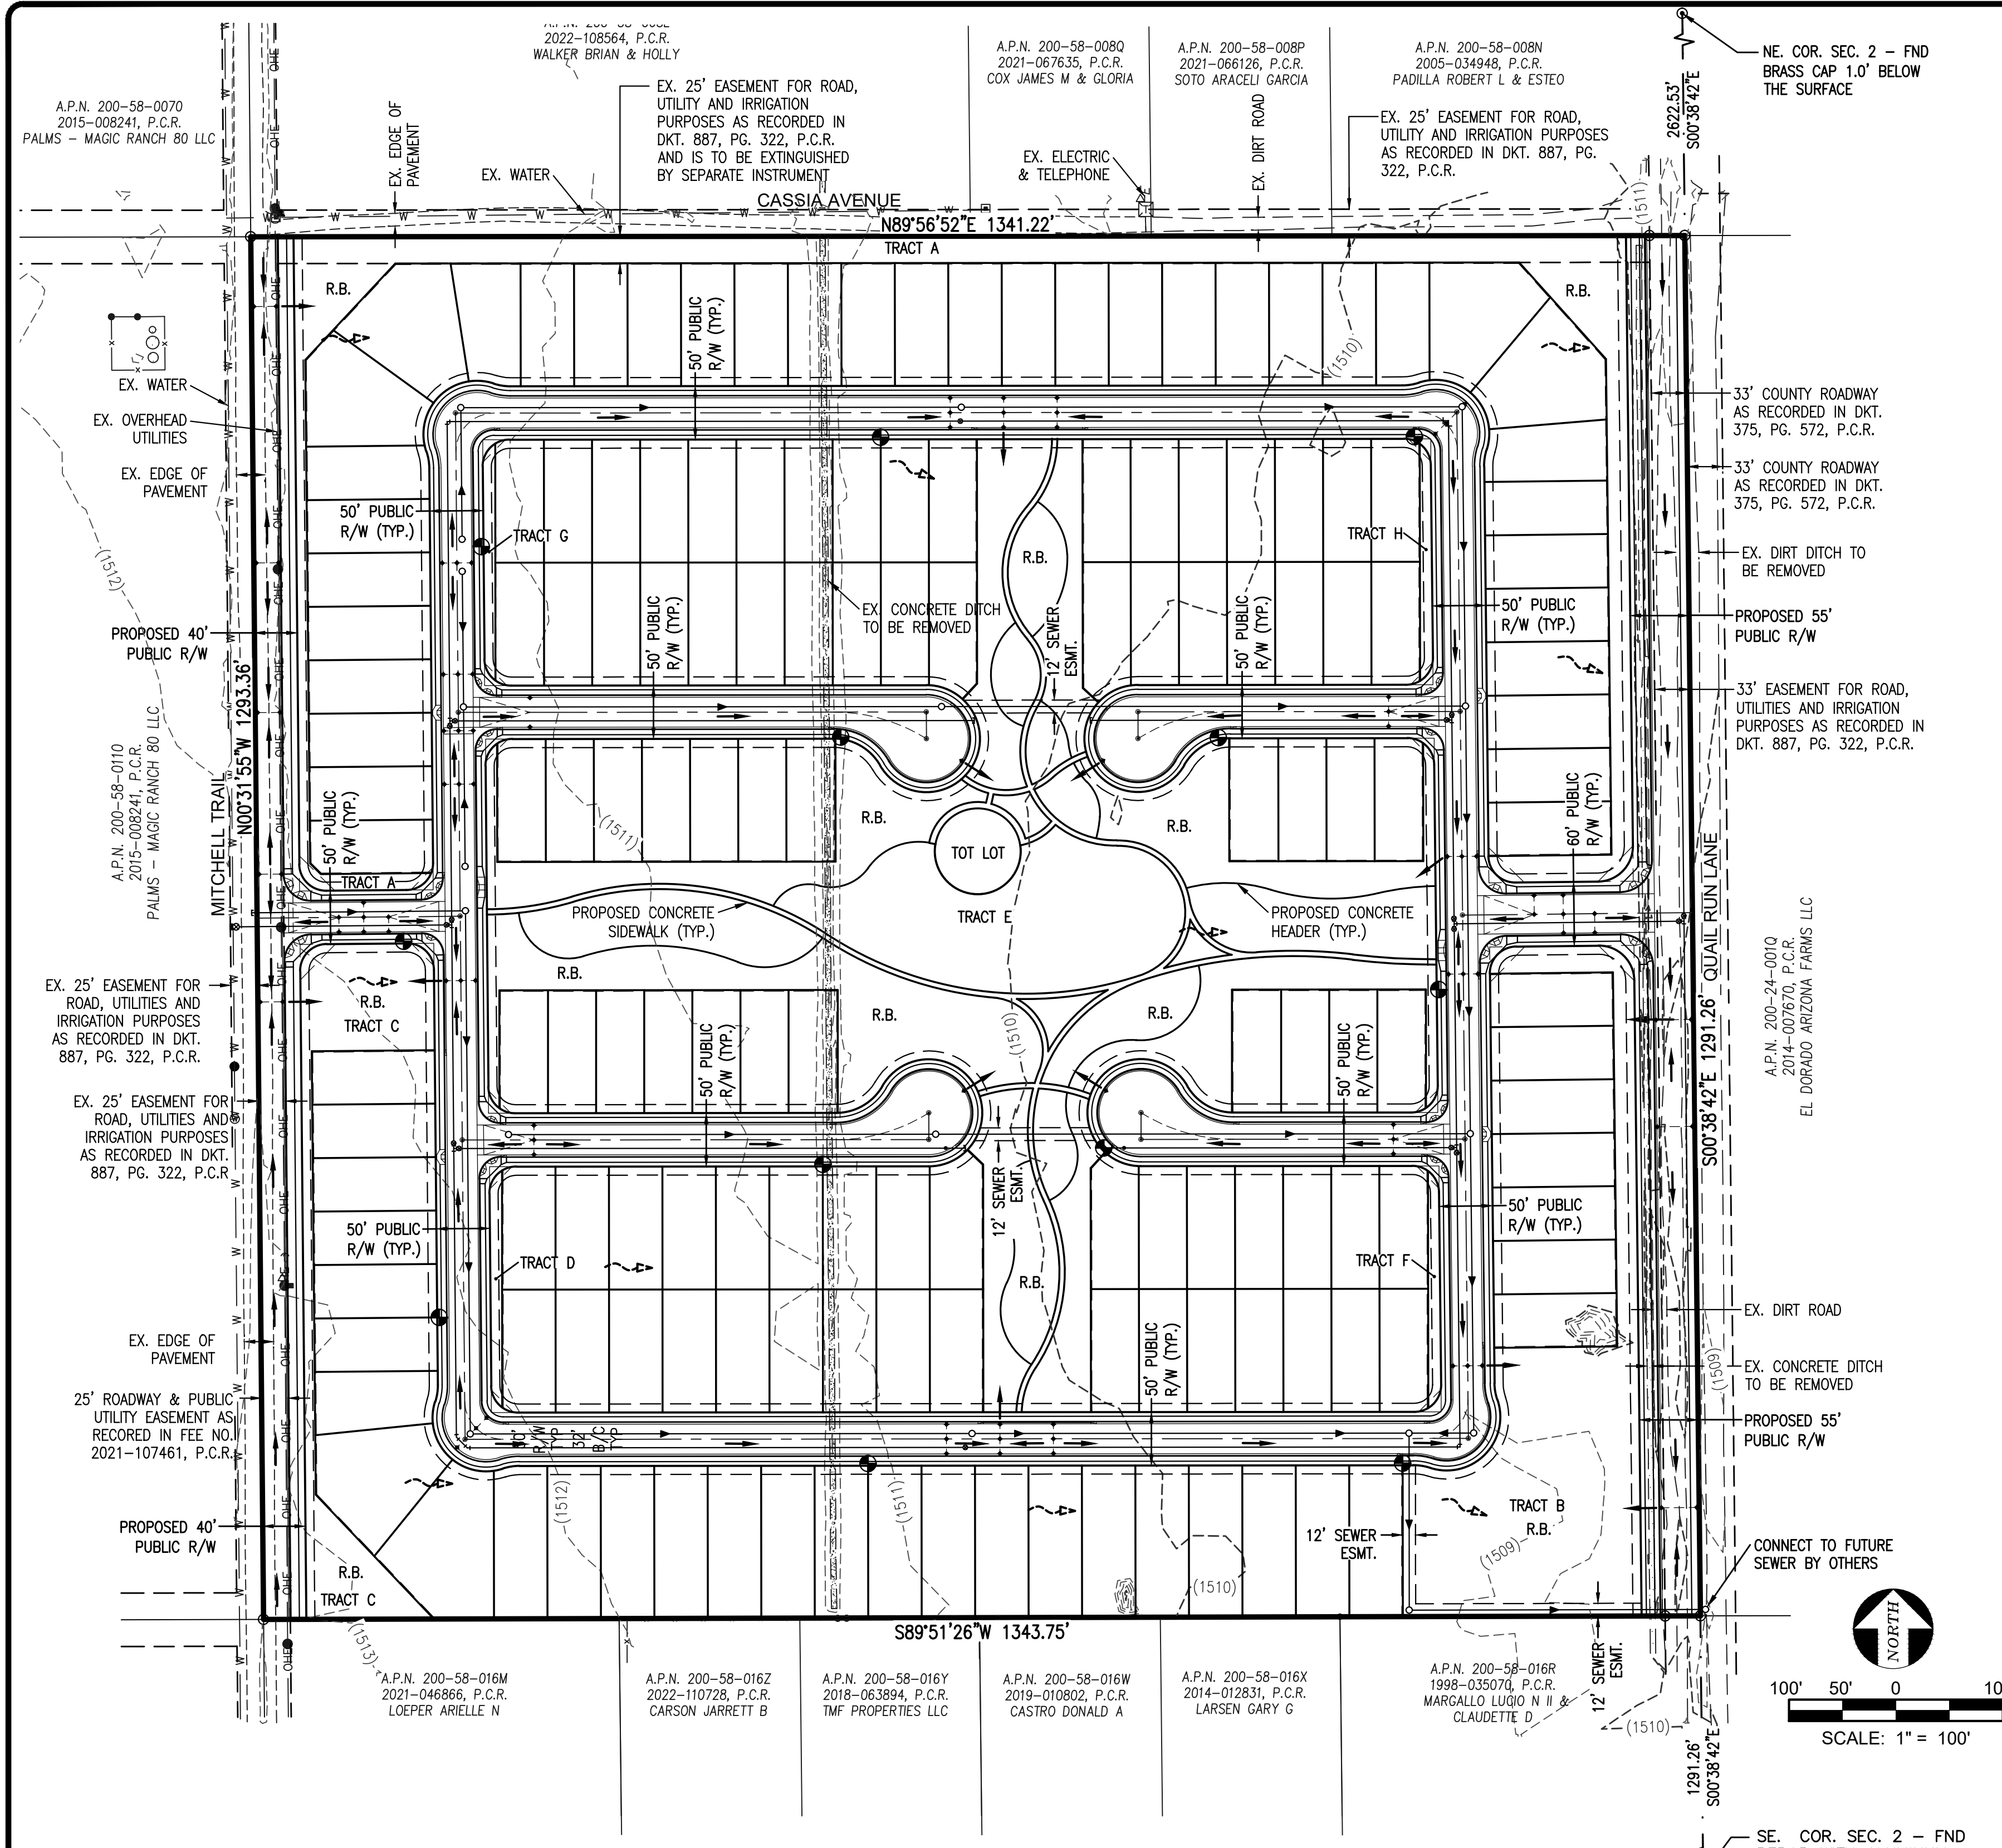 2022-108564, P.C.R.
WALKER BRIAN & HOLLY
A.P.N. 200-58-008Q
2021-067635, P.C.R.
COX JAMES M & GLORIA
A.P.N. 200-58-008P
2021-066126, P.C.R.
SOTO ARACELI GARCIA
A.P.N. 200-58-008N
2005-034948, P.C.R.
PADILLA ROBERT L & ESTEO
2622.53'
S00°38'42"E
NE. COR. SEC. 2 - FND
BRASS CAP 1.0' BELOW
THE SURFACE
A.P.N. 200-58-0070
2015-008241, P.C.R.
PALMS - MAGIC RANCH 80 LLC
EX. EDGE OF
PAVEMENT
EX. WATER
EX. 25' EASEMENT FOR ROAD,
UTILITY AND IRRIGATION
PURPOSES AS RECORDED IN
DKT. 887, PG. 322, P.C.R.
AND IS TO BE EXTINGUISHED
BY SEPARATE INSTRUMENT
EX. ELECTRIC
& TELEPHONE
EX. DIRT ROAD
EX. 25' EASEMENT FOR ROAD,
UTILITY AND IRRIGATION PURPOSES
AS RECORDED IN DKT. 887, PG.
322, P.C.R.
(1511)
CASSIA AVENUE
N89°56'52"E 1341.22'
TRACT A
R.B.
R.B.
50' PUBLIC
R/W (TYP.)
(1510)
EX. WATER
EX. OVERHEAD
UTILITIES
EX. EDGE OF
PAVEMENT
33' COUNTY ROADWAY
AS RECORDED IN DKT.
375, PG. 572, P.C.R.
33' COUNTY ROADWAY
AS RECORDED IN DKT.
375, PG. 572, P.C.R.
50' PUBLIC
R/W (TYP.)
TRACT G
R.B.
TRACT H
EX. DIRT DITCH TO
BE REMOVED
(1512)
PROPOSED 40'
PUBLIC R/W
50' PUBLIC
R/W (TYP.)
EX. CONCRETE DITCH
TO BE REMOVED
12' SEWER
ESMT.
50' PUBLIC
R/W (TYP.)
50' PUBLIC
R/W (TYP.)
PROPOSED 55'
PUBLIC R/W
33' EASEMENT FOR ROAD,
UTILITIES AND IRRIGATION
PURPOSES AS RECORDED IN
DKT. 887, PG. 322, P.C.R.
A.P.N. 200-58-0110
2015-008241, P.C.R.
PALMS - MAGIC RANCH 80 LLC
MITCHELL TRAIL
N00°31'55"W 1293.36'
50' PUBLIC
R/W (TYP.)
(1511)
R.B.
R.B.
TOT LOT
60' PUBLIC
R/W (TYP.)
TRACT A
PROPOSED CONCRETE
SIDEWALK (TYP.)
TRACT E
PROPOSED CONCRETE
HEADER (TYP.)
QUAIL RUN LANE
S00°38'42"E 1291.26'
A.P.N. 200-24-001Q
2014-007670, P.C.R.
EL DORADO ARIZONA FARMS LLC
EX. 25' EASEMENT FOR
ROAD, UTILITIES AND
IRRIGATION PURPOSES
AS RECORDED IN DKT.
887, PG. 322, P.C.R.
R.B.
TRACT C
R.B.
R.B.
R.B.
(1510)
50' PUBLIC
R/W (TYP.)
50' PUBLIC
R/W (TYP.)
EX. 25' EASEMENT FOR
ROAD, UTILITIES AND
IRRIGATION PURPOSES
AS RECORDED IN DKT.
887, PG. 322, P.C.R
12' SEWER
ESMT.
50' PUBLIC
R/W (TYP.)
50' PUBLIC
R/W (TYP.)
TRACT D
R.B.
TRACT F
EX. DIRT ROAD
EX. EDGE OF
PAVEMENT
50' PUBLIC
R/W (TYP.)
(1509)
EX. CONCRETE DITCH
TO BE REMOVED
25' ROADWAY & PUBLIC
UTILITY EASEMENT AS
RECORED IN FEE NO.
2021-107461, P.C.R.
R/W
TYP
32'
B/C
TYP
PROPOSED 55'
PUBLIC R/W
(1512)
(1511)
TRACT B
R.B.
PROPOSED 40'
PUBLIC R/W
12' SEWER
ESMT.
(1509)
CONNECT TO FUTURE
SEWER BY OTHERS
R.B.
TRACT C
(1510)
S89°51'26"W 1343.75'
(1513)
A.P.N. 200-58-016M
2021-046866, P.C.R.
LOEPER ARIELLE N
A.P.N. 200-58-016Z
2022-110728, P.C.R.
CARSON JARRETT B
A.P.N. 200-58-016Y
2018-063894, P.C.R.
TMF PROPERTIES LLC
A.P.N. 200-58-016W
2019-010802, P.C.R.
CASTRO DONALD A
A.P.N. 200-58-016X
2014-012831, P.C.R.
LARSEN GARY G
A.P.N. 200-58-016R
1998-035070, P.C.R.
MARGALLO LUCIO N II &
CLAUDETTE D
12' SEWER
ESMT.
(1510)
NORTH
100' 50' 0 10
SCALE: 1" = 100'
1291.26'
S00°38'42"E
SE. COR. SEC. 2 - FND